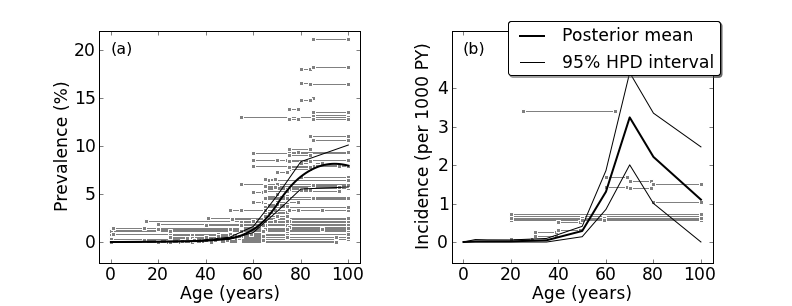 (a)
Prevalence (%)
20
15
10
5
0
0 20 40 60 80 100
Age (years)
(b)
Posterior mean
95% HPD interval
Incidence (per 1000 PY)
4
3
2
1
0
0 20 40 60 80 100
Age (years)